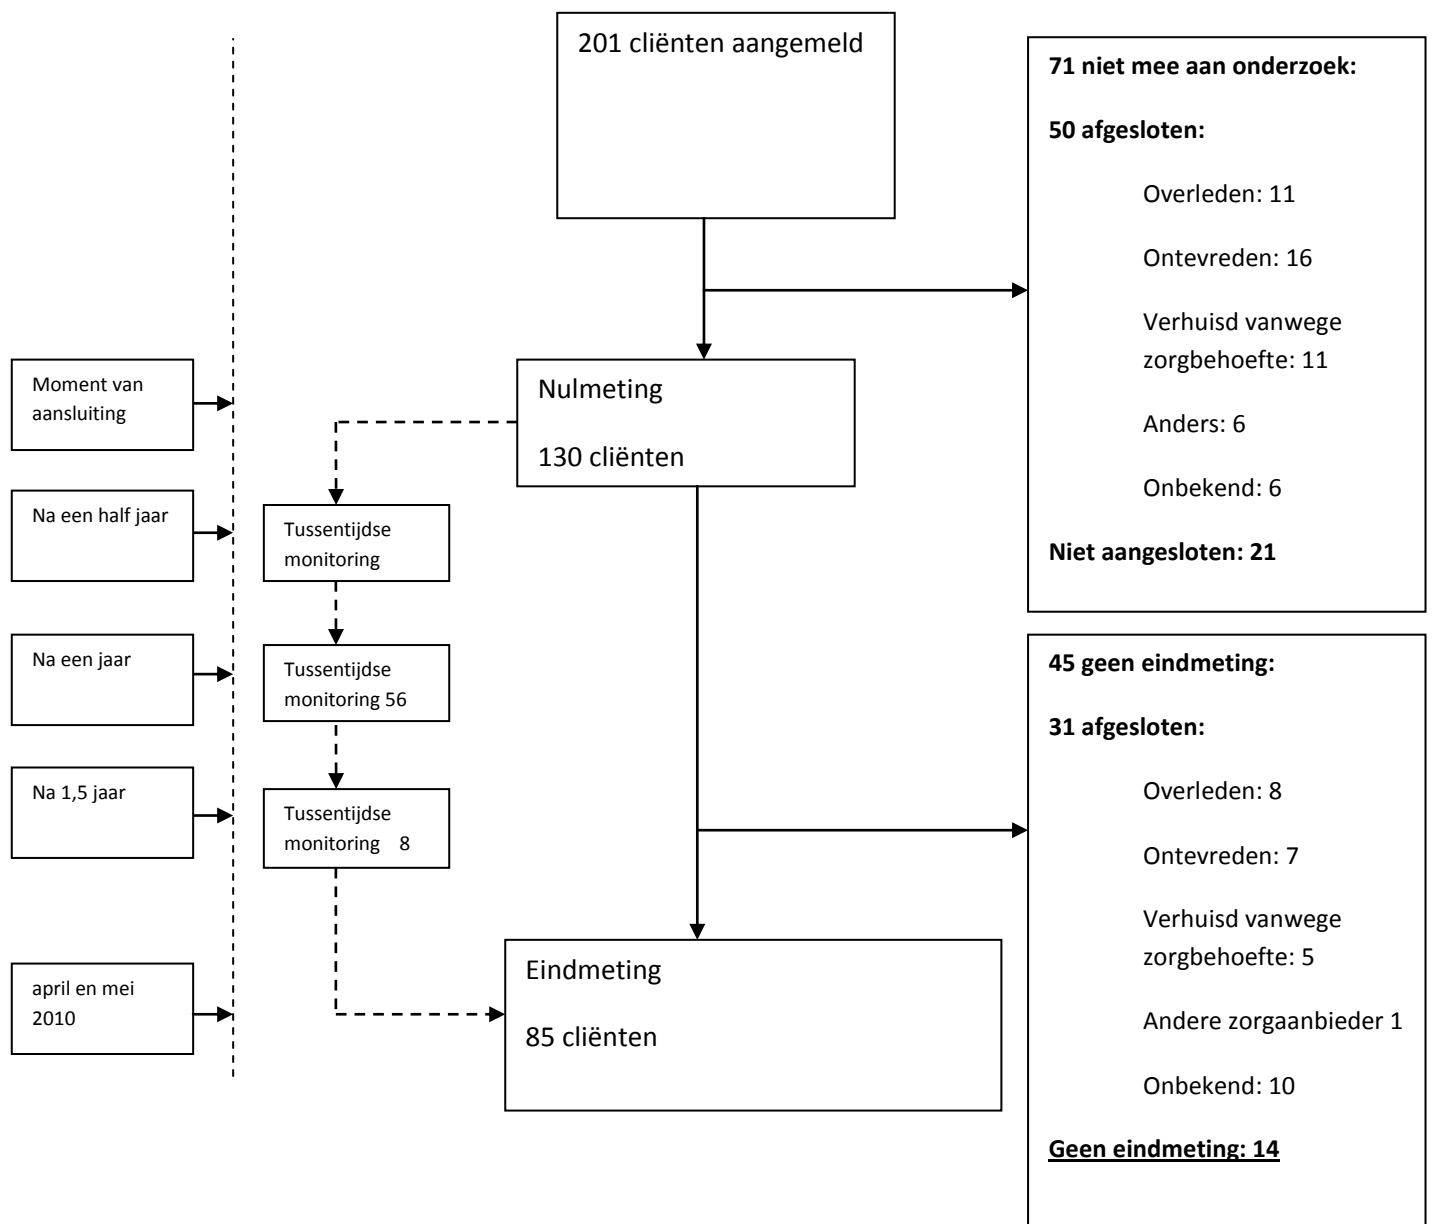 201 cliënten aangemeld
71 niet mee aan onderzoek:
50 afgesloten:
Overleden: 11
Ontevreden: 16
Verhuisd vanwege
zorgbehoefte: 11
Anders: 6
Onbekend: 6
Niet aangesloten: 21
Moment van
aansluiting
Nulmeting
130 cliënten
Na een half jaar
Tussentijdse
monitoring
Na een jaar
Tussentijdse
monitoring 56
Na 1,5 jaar
Tussentijdse
monitoring 8
45 geen eindmeting:
31 afgesloten:
Overleden: 8
Ontevreden: 7
Verhuisd vanwege
zorgbehoefte: 5
Andere zorgaanbieder 1
Onbekend: 10
Geen eindmeting: 14
april en mei
2010
Eindmeting
85 cliënten